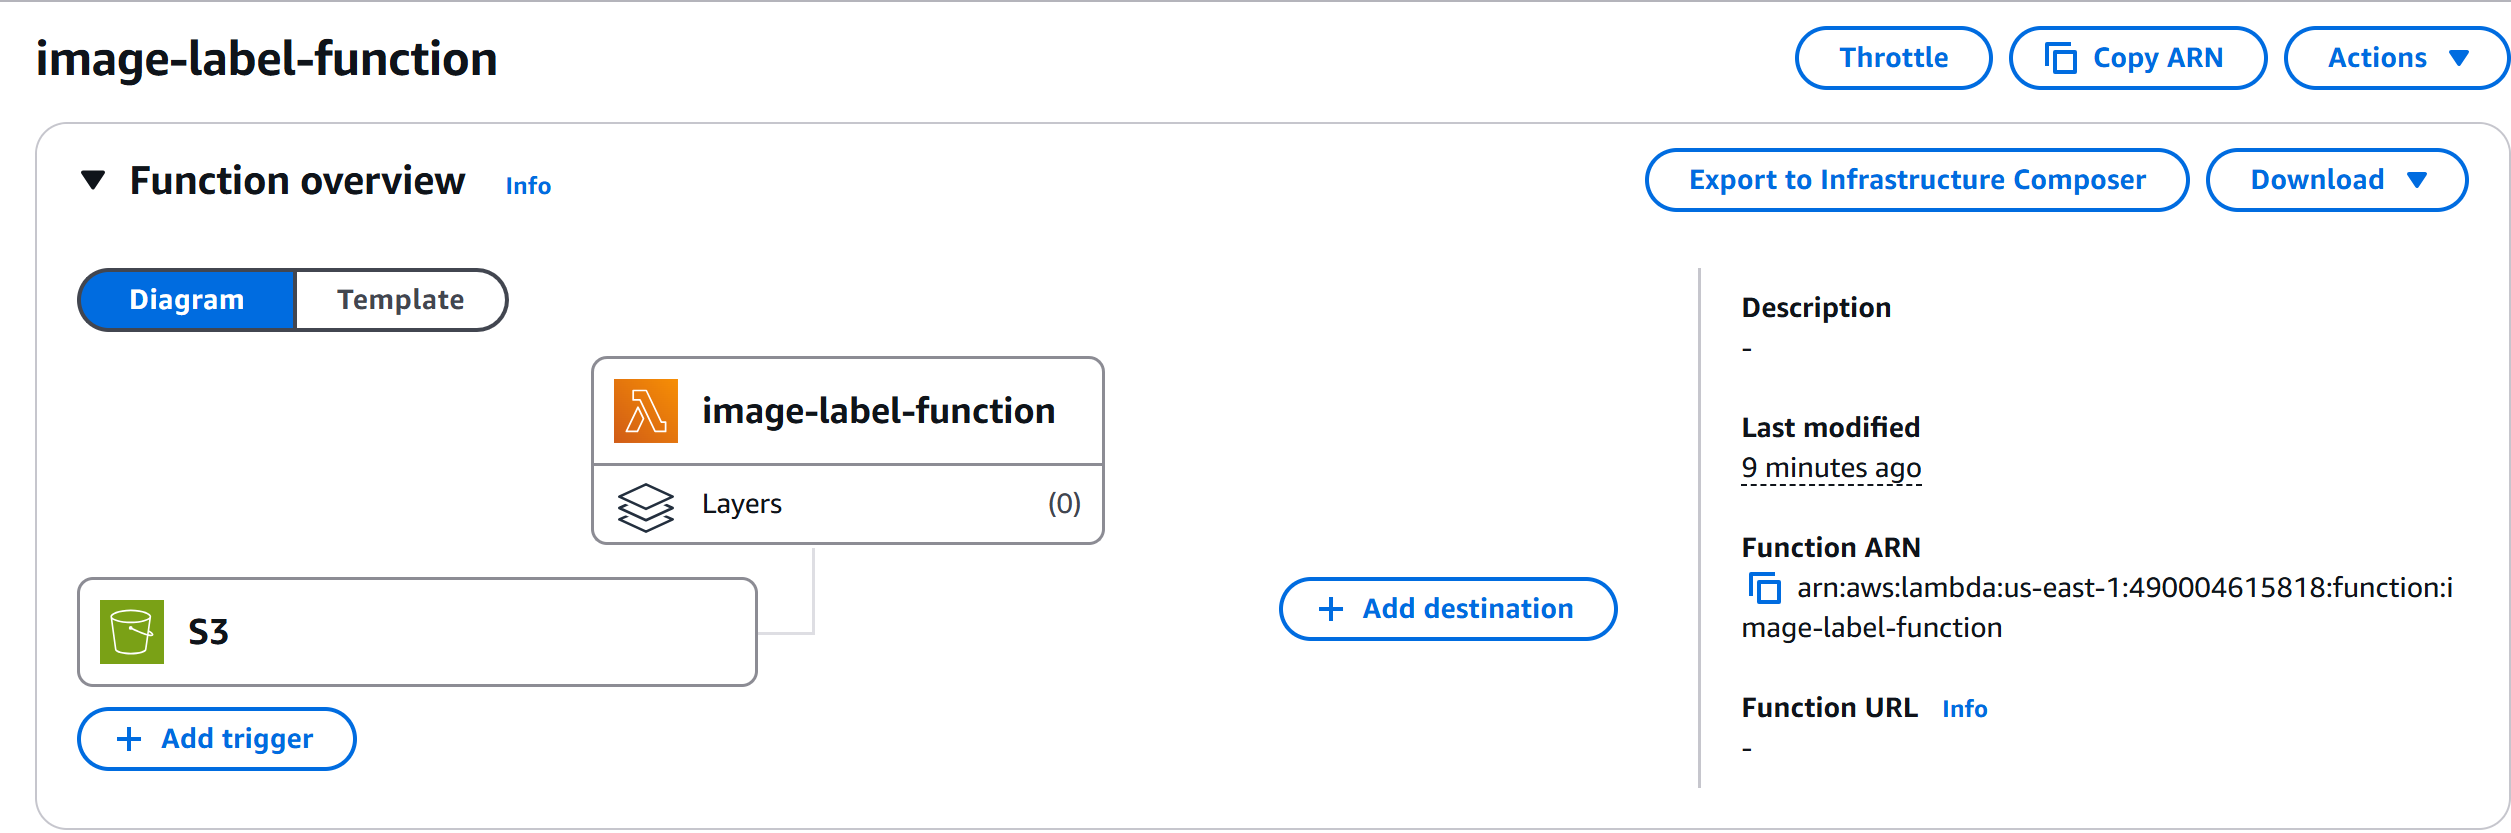 image-label-function
Throttle
Copy ARN
Actions
Function overview
Info
Export to Infrastructure Composer
Download
Diagram
Template
image-label-function
Layers
(0)
S3
Add trigger
Add destination
Description
-
Last modified
9 minutes ago
Function ARN
arn:aws:lambda:us-east-1:490004615818:function:i
mage-label-function
Function URL
Info
-